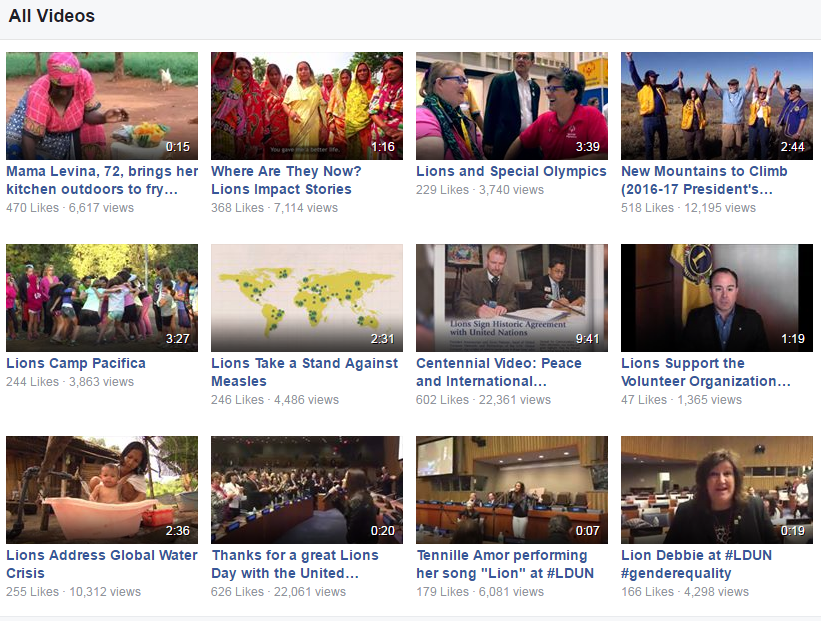 All Videos
0:15
1:16
You gave me a better life.
3:39
2:44
Mama Levina, 72, brings her
kitchen outdoors to fry…
470 Likes · 6,617 views
Where Are They Now?
Lions Impact Stories
368 Likes · 7,114 views
Lions and Special Olympics
229 Likes · 3,740 views
New Mountains to Climb
(2016-17 President's…
518 Likes · 12,195 views
3:27
2:31
Lions Sign Historic Agreement
with United Nations
9:41
1:19
Lions Camp Pacifica
244 Likes · 3,863 views
Lions Take a Stand Against
Measles
246 Likes · 4,486 views
Centennial Video: Peace
and International…
602 Likes · 22,361 views
Lions Support the
Volunteer Organization…
47 Likes · 1,365 views
2:36
0:20
0:07
0:19
Lions Address Global Water
Crisis
255 Likes · 10,312 views
Thanks for a great Lions
Day with the United…
626 Likes · 22,061 views
Tennille Amor performing
her song "Lion" at #LDUN
179 Likes · 6,081 views
Lion Debbie at #LDUN
#genderequality
166 Likes · 4,298 views